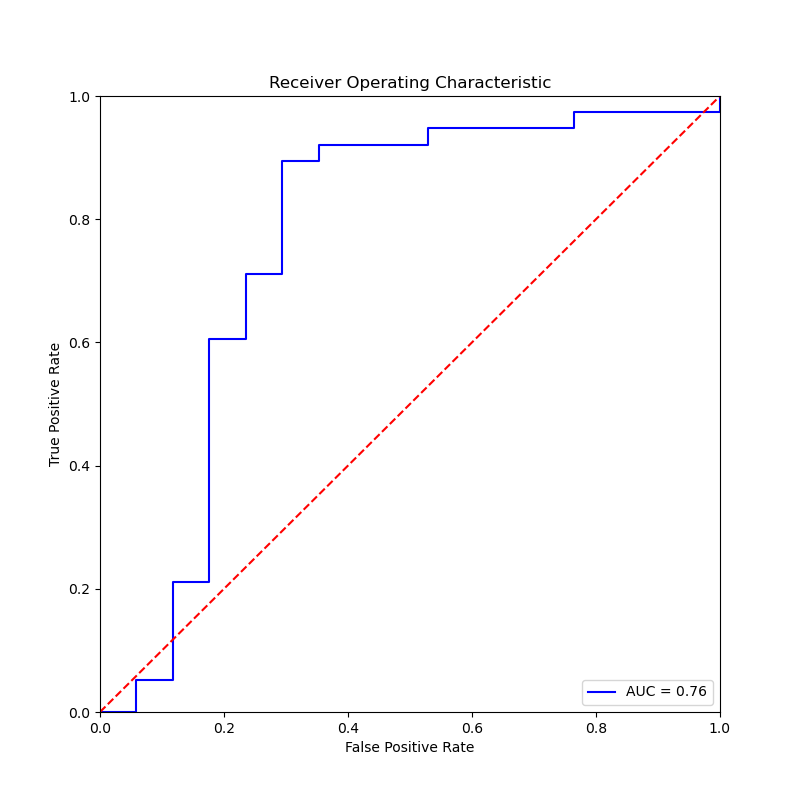 Receiver Operating Characteristic
1.0
0.8
0.6
0.4
0.2
0.0
True Positive Rate
AUC = 0.76
0.0 0.2 0.4 0.6 0.8 1.0
False Positive Rate